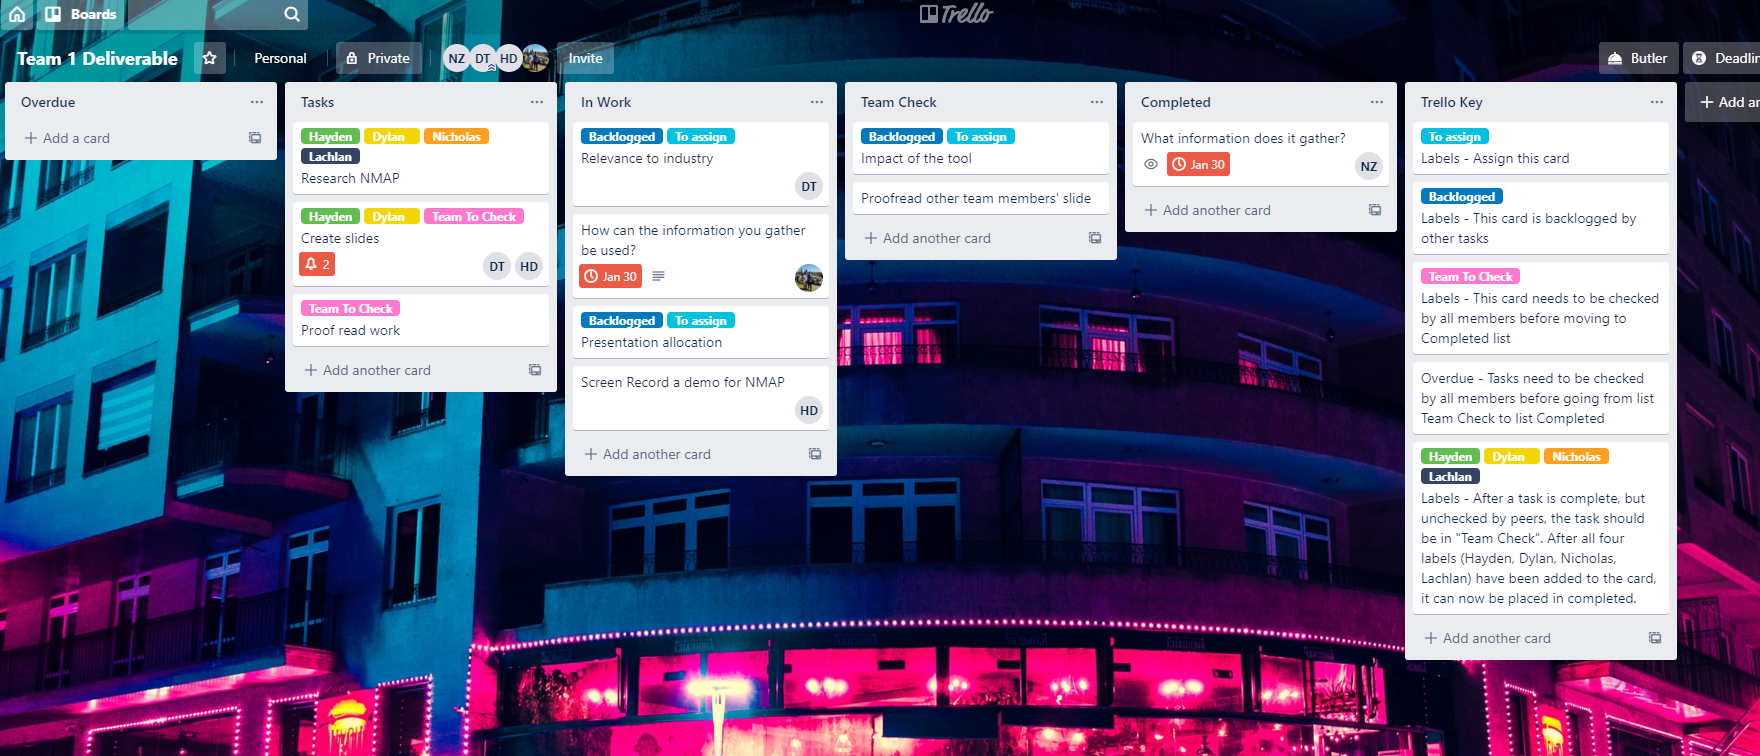 Boards
Trello
Team 1 Deliverable
Personal
Private
NZ DT HD
Invite
Butler
Overdue
Add a card
Tasks
Hayden Dylan Nicholas
Lachlan
Research NMAP
Hayden Dylan Team To Check
Create slides
2
DT HD
Team To Check
Proof read work
Add another card
In Work
Backlogged To assign
Relevance to industry
DT
How can the information you gather
be used?
Jan 30
Backlogged To assign
Presentation allocation
Screen Record a demo for NMAP
HD
Add another card
Team Check
Backlogged To assign
Impact of the tool
Proofread other team members' slide
Add another card
Completed
What information does it gather?
Jan 30
NZ
Add another card
Trello Key
To assign
Labels - Assign this card
Backlogged
Labels - This card is backlogged by
other tasks
Team To Check
Labels - This card needs to be checked
by all members before moving to
Completed list
Overdue - Tasks need to be checked
by all members before going from list
Team Check to list Completed
Hayden Dylan Nicholas
Lachlan
Labels - After a task is complete, but
unchecked by peers, the task should
be in "Team Check". After all four
labels (Hayden, Dylan, Nicholas,
Lachlan) have been added to the card,
it can now be placed in completed.
Add another card
Add